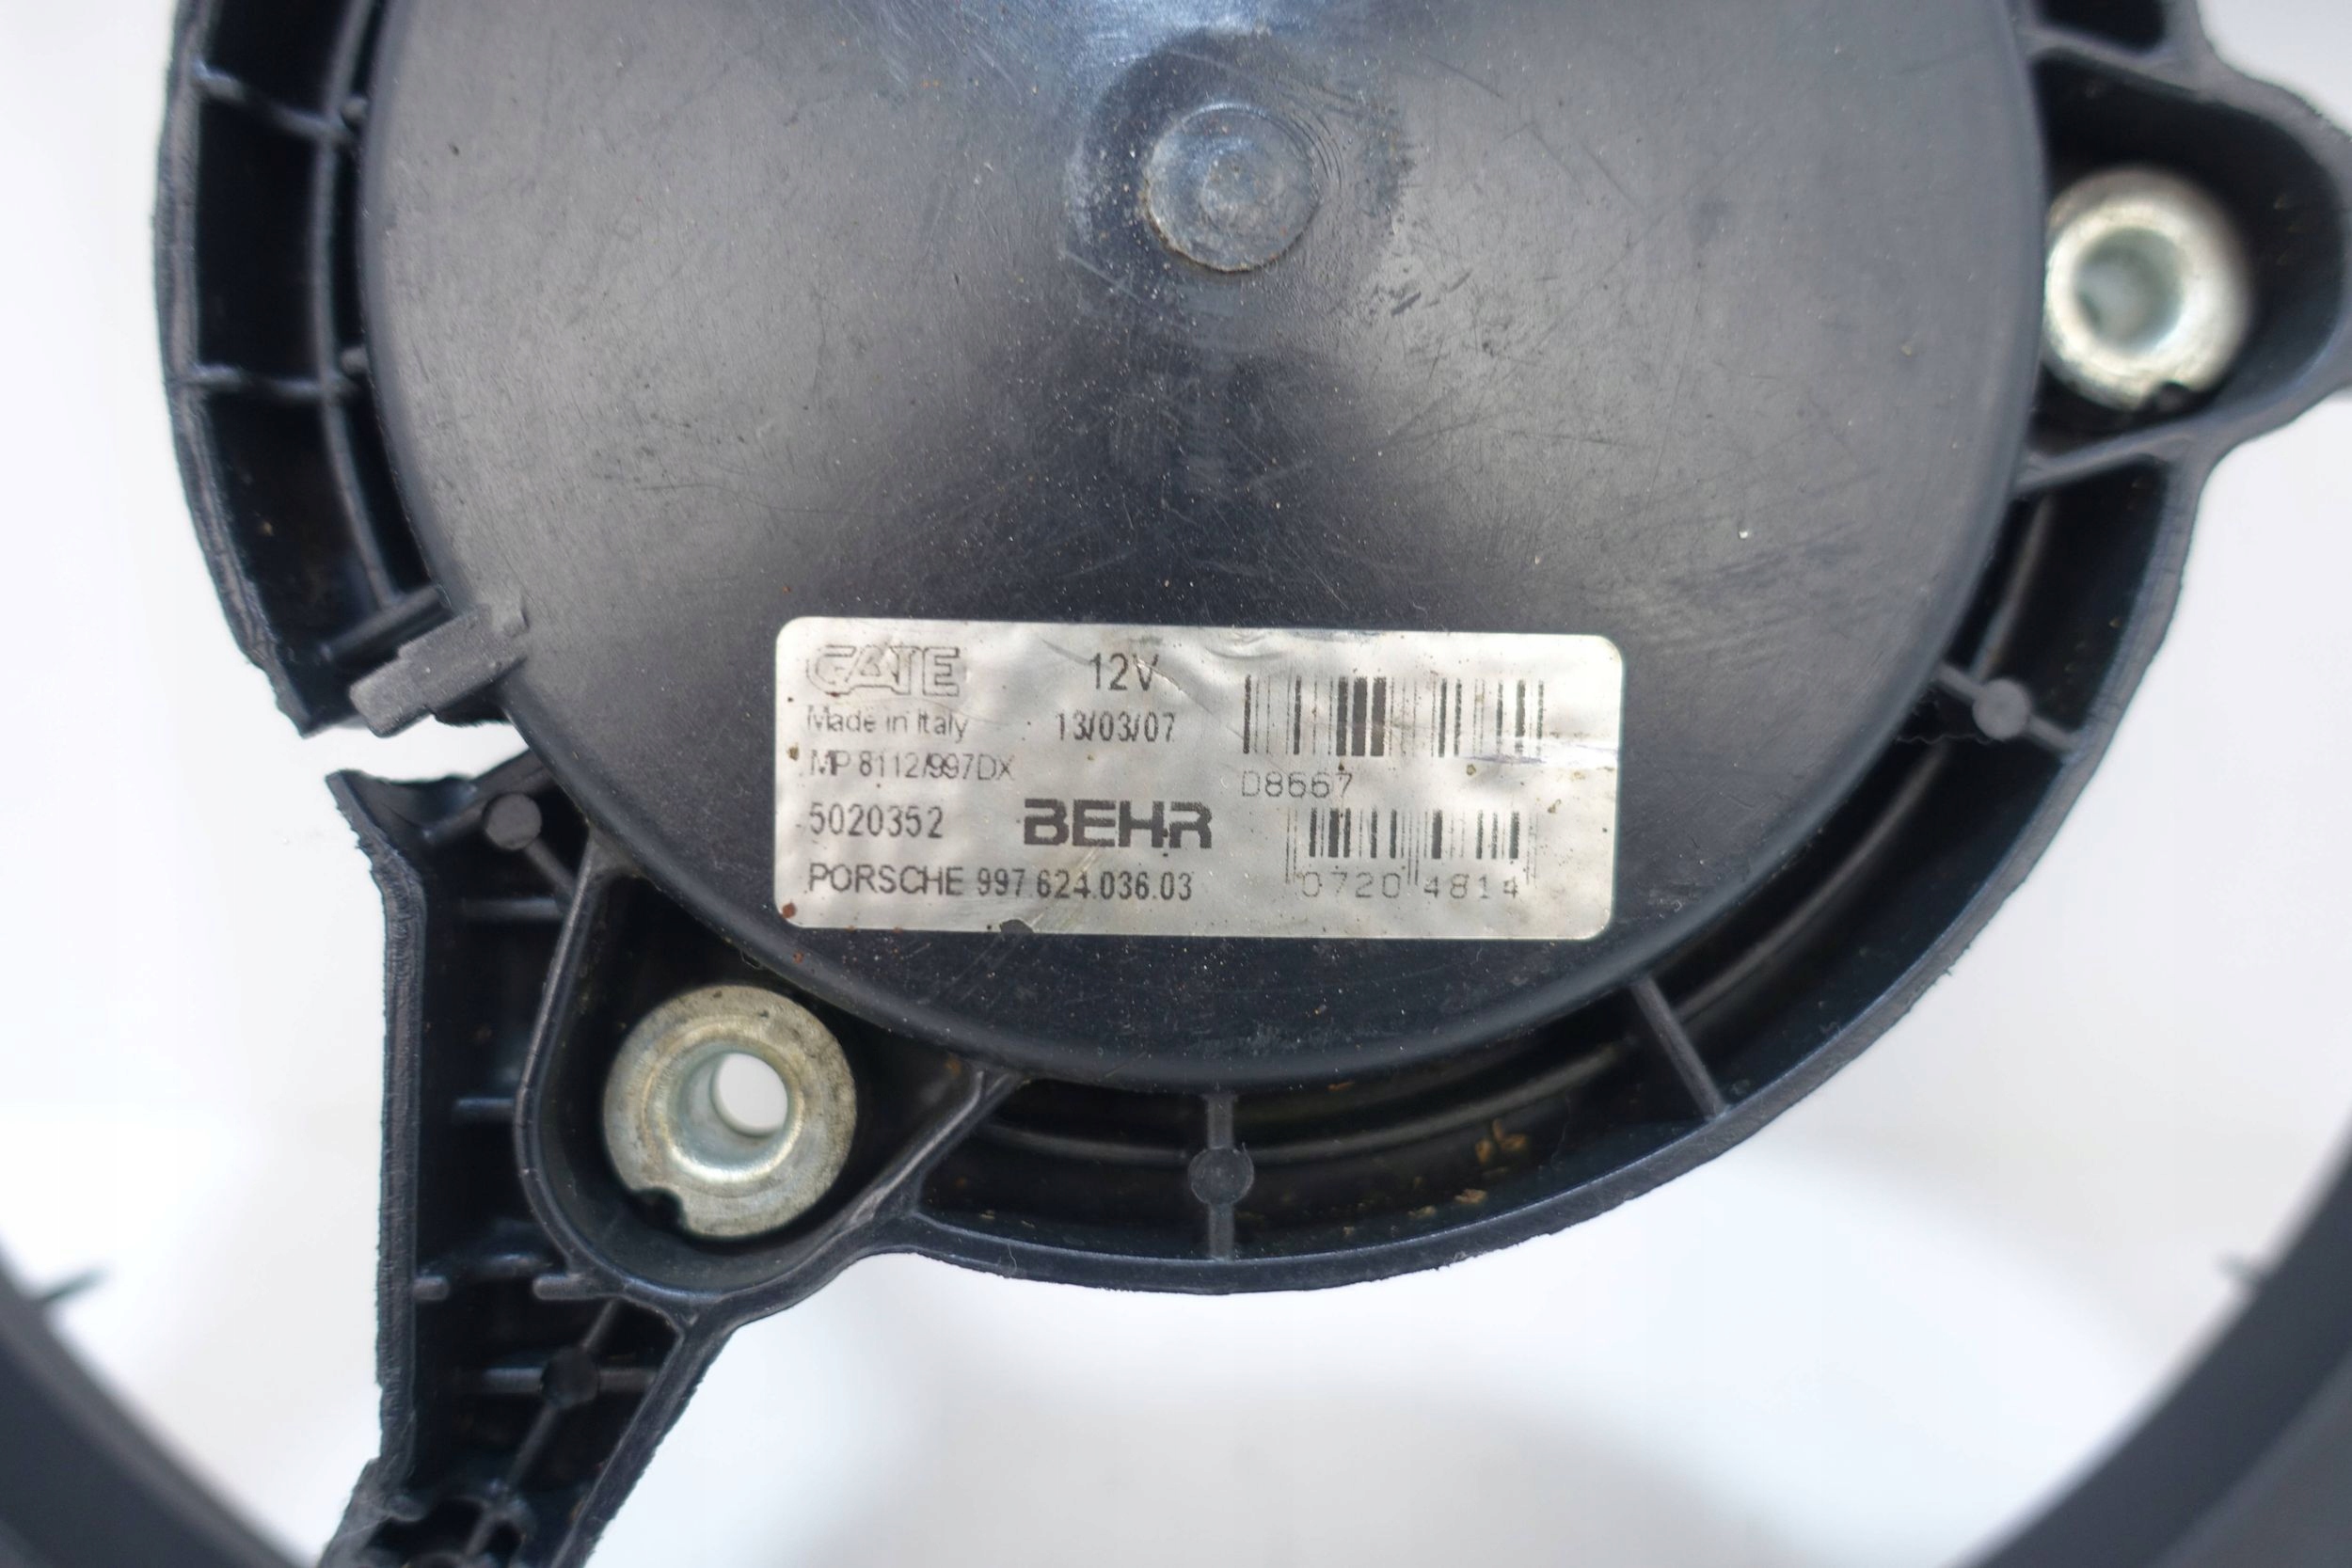 GATE
12V
Made in Italy
13/03/07
MP 8112/997DX
D8667
5020352
BEHR
PORSCHE 997.624.036.03
0720 4814